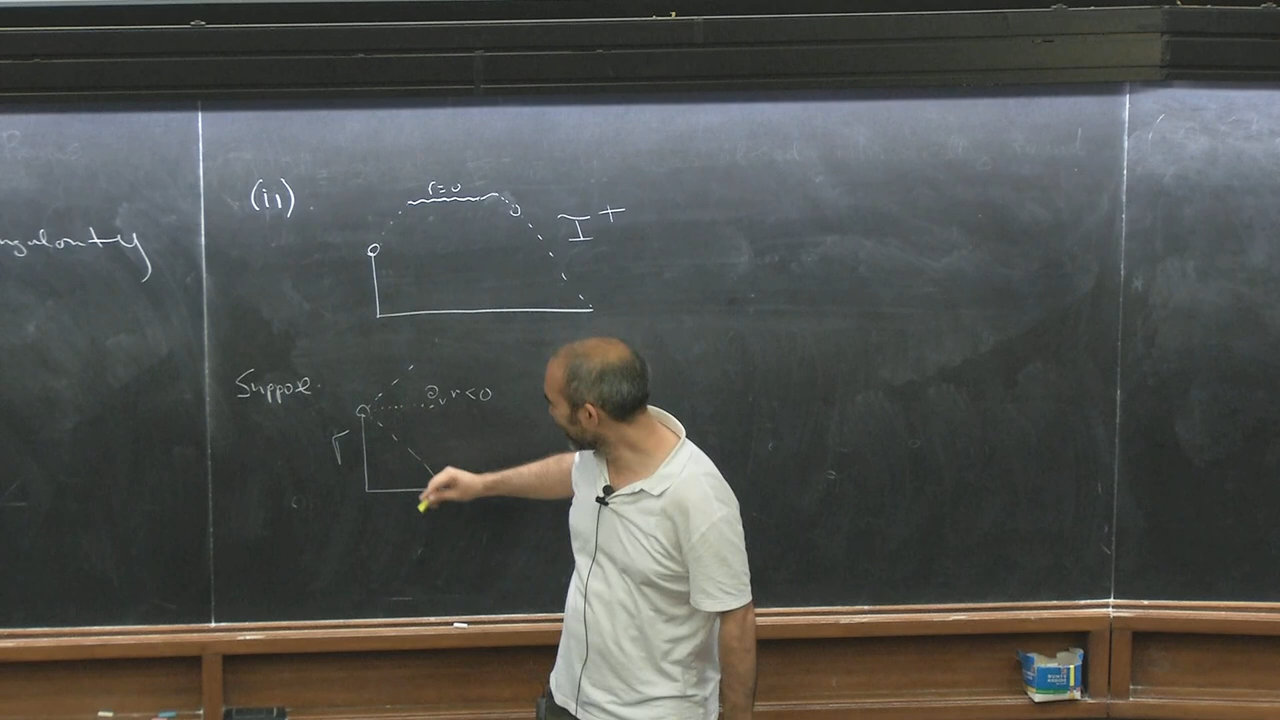 ngularity
(ii)
r=0
I+
Suppose
∂ᵥr<0
Γ